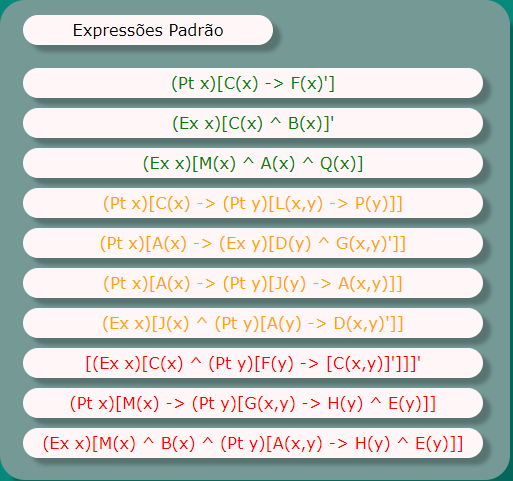 Expressões Padrão
(Pt x)[C(x) -> F(x)']
(Ex x)[C(x) ^ B(x)]'
(Ex x)[M(x) ^ A(x) ^ Q(x)]
(Pt x)[C(x) -> (Pt y)[L(x,y) -> P(y)]]
(Pt x)[A(x) -> (Ex y)[D(y) ^ G(x,y)']]
(Pt x)[A(x) -> (Pt y)[J(y) -> A(x,y)]]
(Ex x)[J(x) ^ (Pt y)[A(y) -> D(x,y)']]
[(Ex x)[C(x) ^ (Pt y)[F(y) -> [C(x,y)]']]]'
(Pt x)[M(x) -> (Pt y)[G(x,y) -> H(y) ^ E(y)]]
(Ex x)[M(x) ^ B(x) ^ (Pt y)[A(x,y) -> H(y) ^ E(y)]]